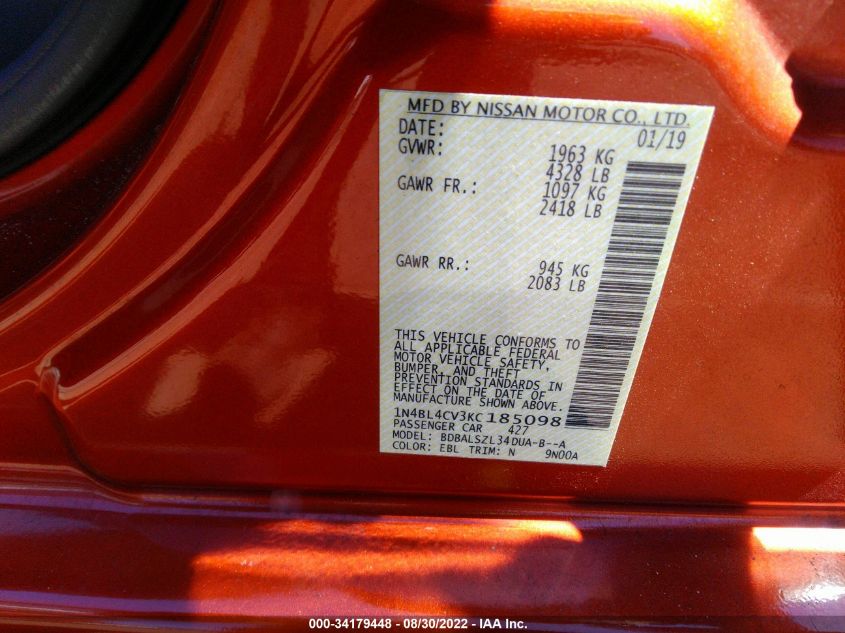 MFD BY NISSAN MOTOR CO., LTD.
DATE: 01/19
GVWR: 1963 KG
4328 LB
GAWR FR.: 1097 KG
2418 LB
GAWR RR.: 945 KG
2083 LB
THIS VEHICLE CONFORMS TO
ALL APPLICABLE FEDERAL
MOTOR VEHICLE SAFETY,
BUMPER, AND THEFT
PREVENTION STANDARDS IN
EFFECT ON THE DATE OF
MANUFACTURE SHOWN ABOVE.
1N4BL4CV3KC185098
PASSENGER CAR 427
MODEL: BDBALSZL34DUA-B--A
COLOR: EBL TRIM: N 9N00A
000-34179448 - 08/30/2022 - IAA Inc.